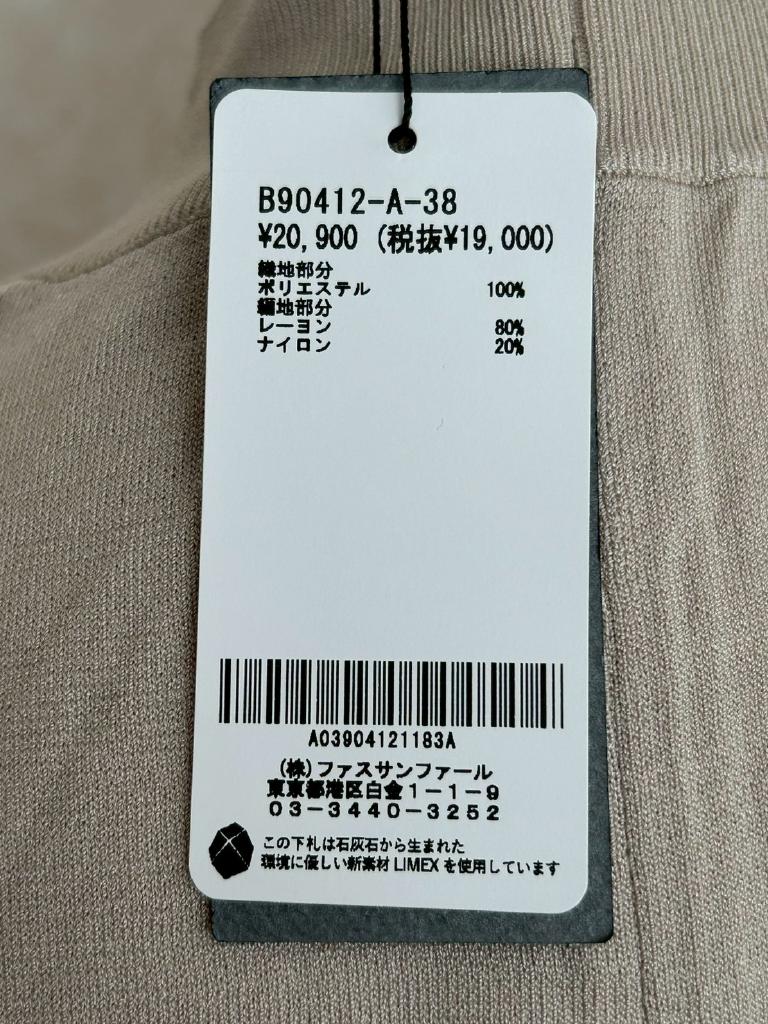 B90412-A-38
¥20,900 (税抜¥19,000)
織地部分
ポリエステル 100%
編地部分
レーヨン 80%
ナイロン 20%
A03904121183A
(株)ファスサンファール
東京都港区白金1-1-9
03-3440-3252
この下札は石灰石から生まれた
環境に優しい新素材 LIMEX を使用しています